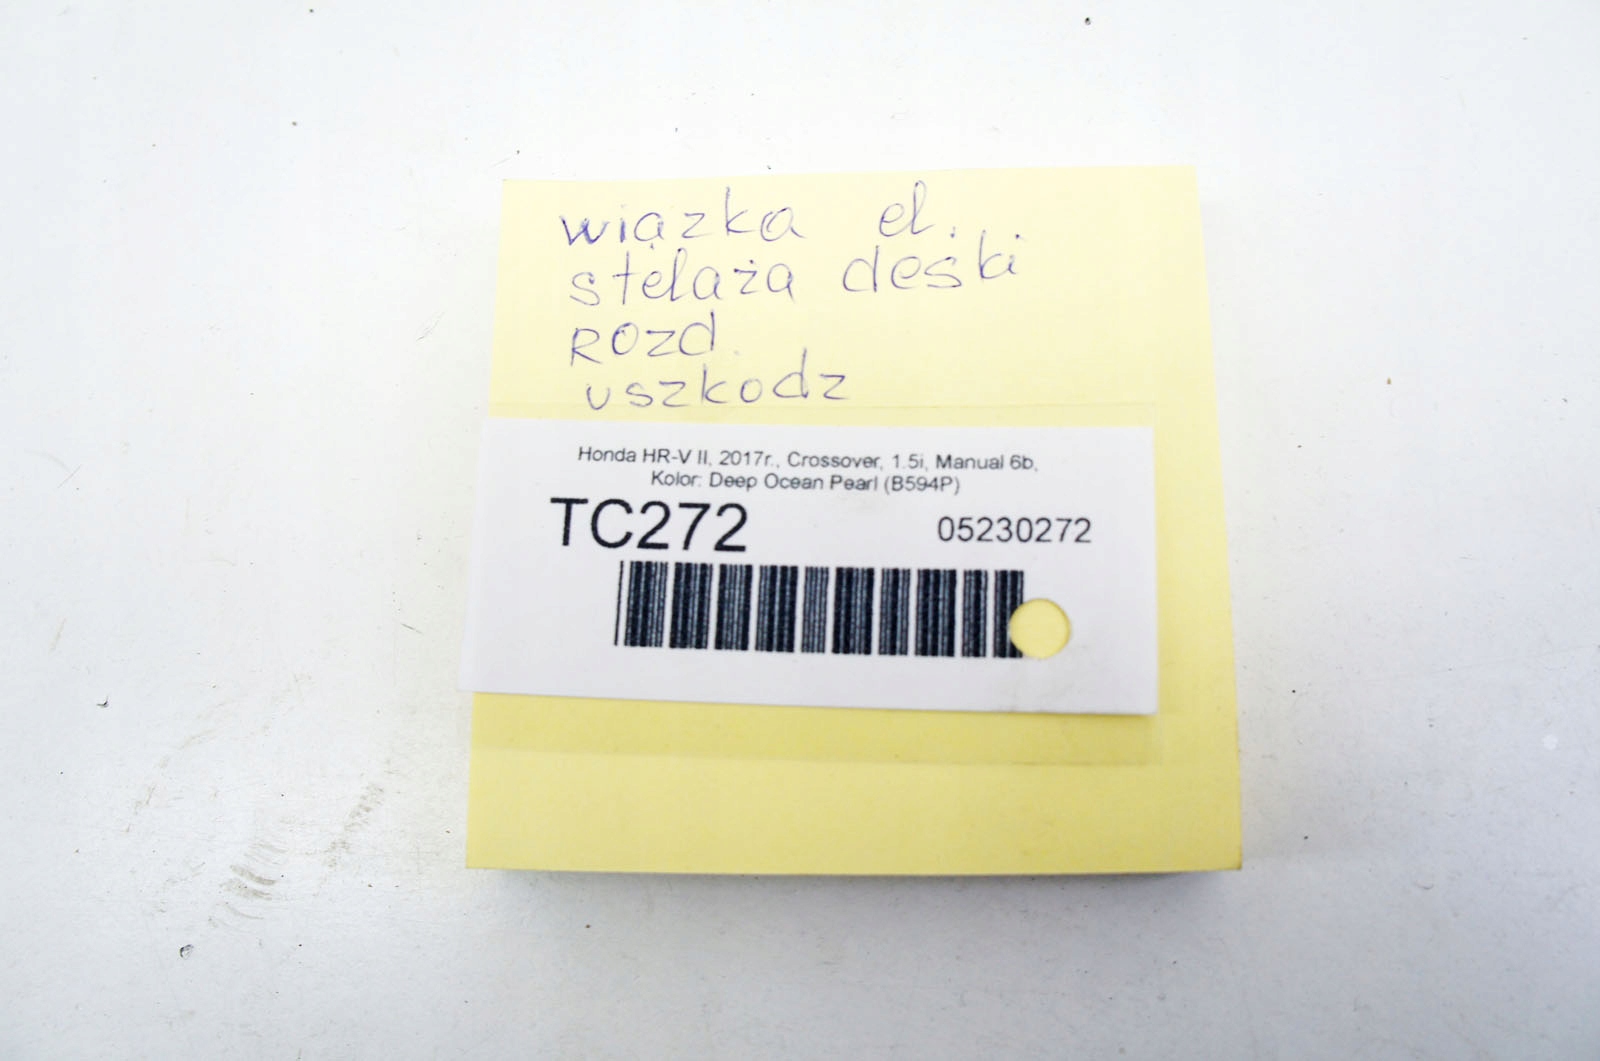 wiązka el.
stelaża deski
rozd.
uszkodz
Honda HR-V II, 2017r., Crossover, 1.5i, Manual 6b,
Kolor: Deep Ocean Pearl (B594P)
TC272 05230272